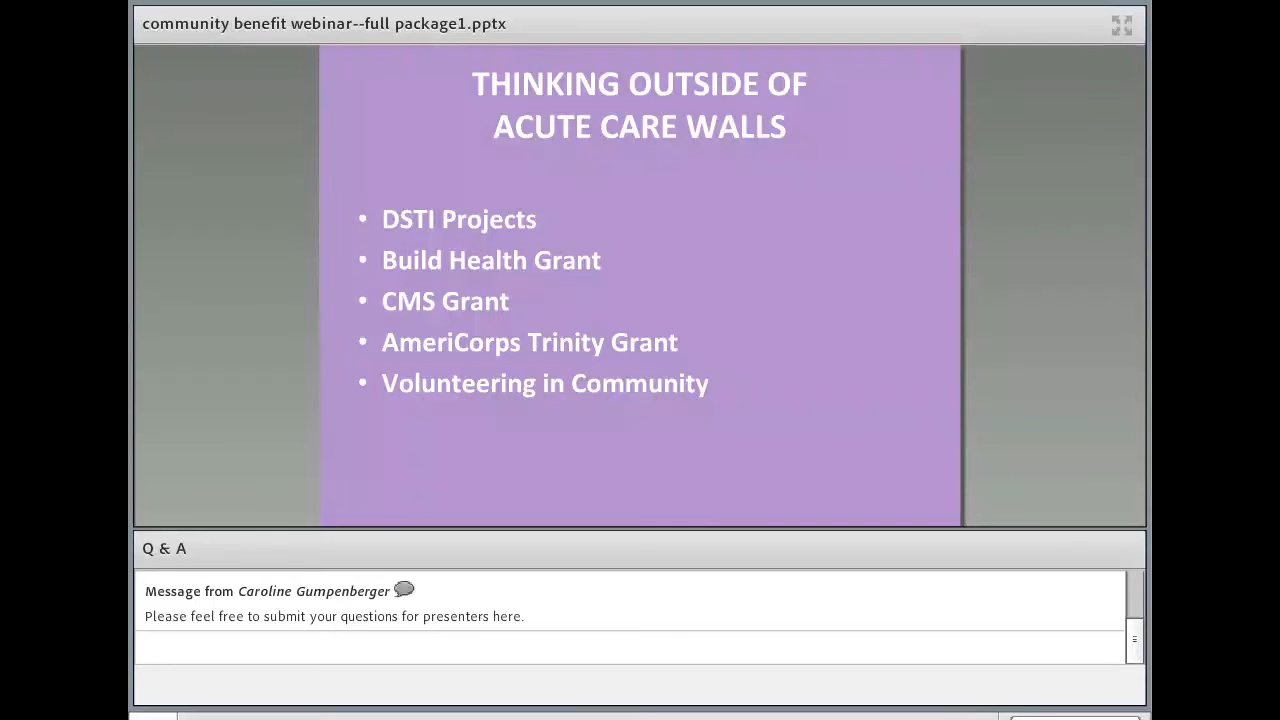 community benefit webinar--full package1.pptx
THINKING OUTSIDE OF
ACUTE CARE WALLS
• DSTI Projects
• Build Health Grant
• CMS Grant
• AmeriCorps Trinity Grant
• Volunteering in Community
Q & A
Message from Caroline Gumpenberger
Please feel free to submit your questions for presenters here.